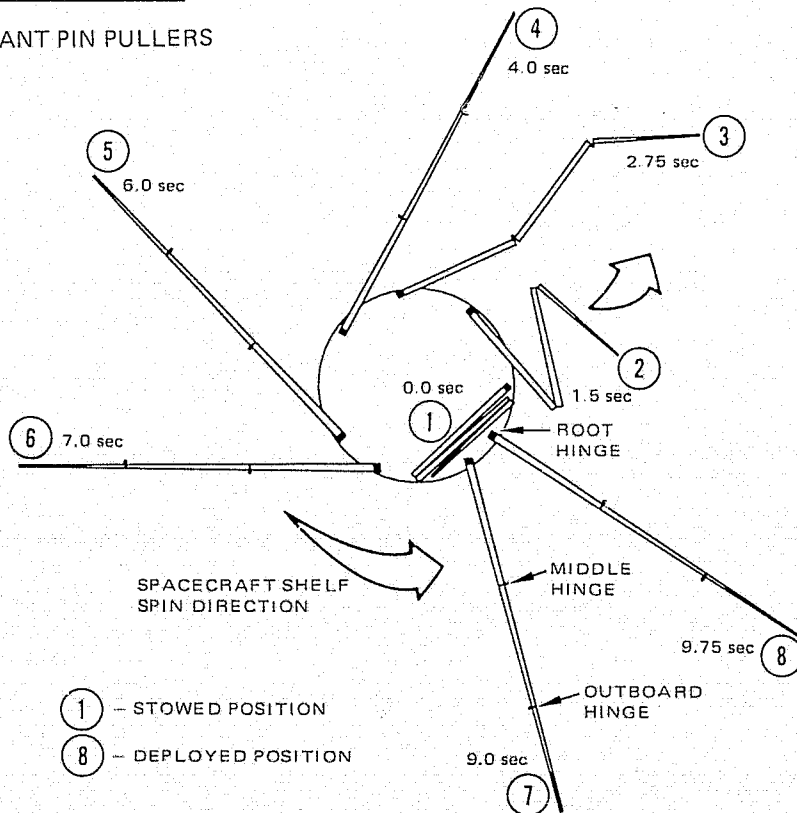 ANT PIN PULLERS
4
4.0 sec
3
2.75 sec
5
6.0 sec
2
1.5 sec
0.0 sec
1
ROOT
HINGE
6
7.0 sec
MIDDLE
HINGE
SPACECRAFT SHELF
SPIN DIRECTION
9.75 sec
8
OUTBOARD
HINGE
1 – STOWED POSITION
8 – DEPLOYED POSITION
9.0 sec
7